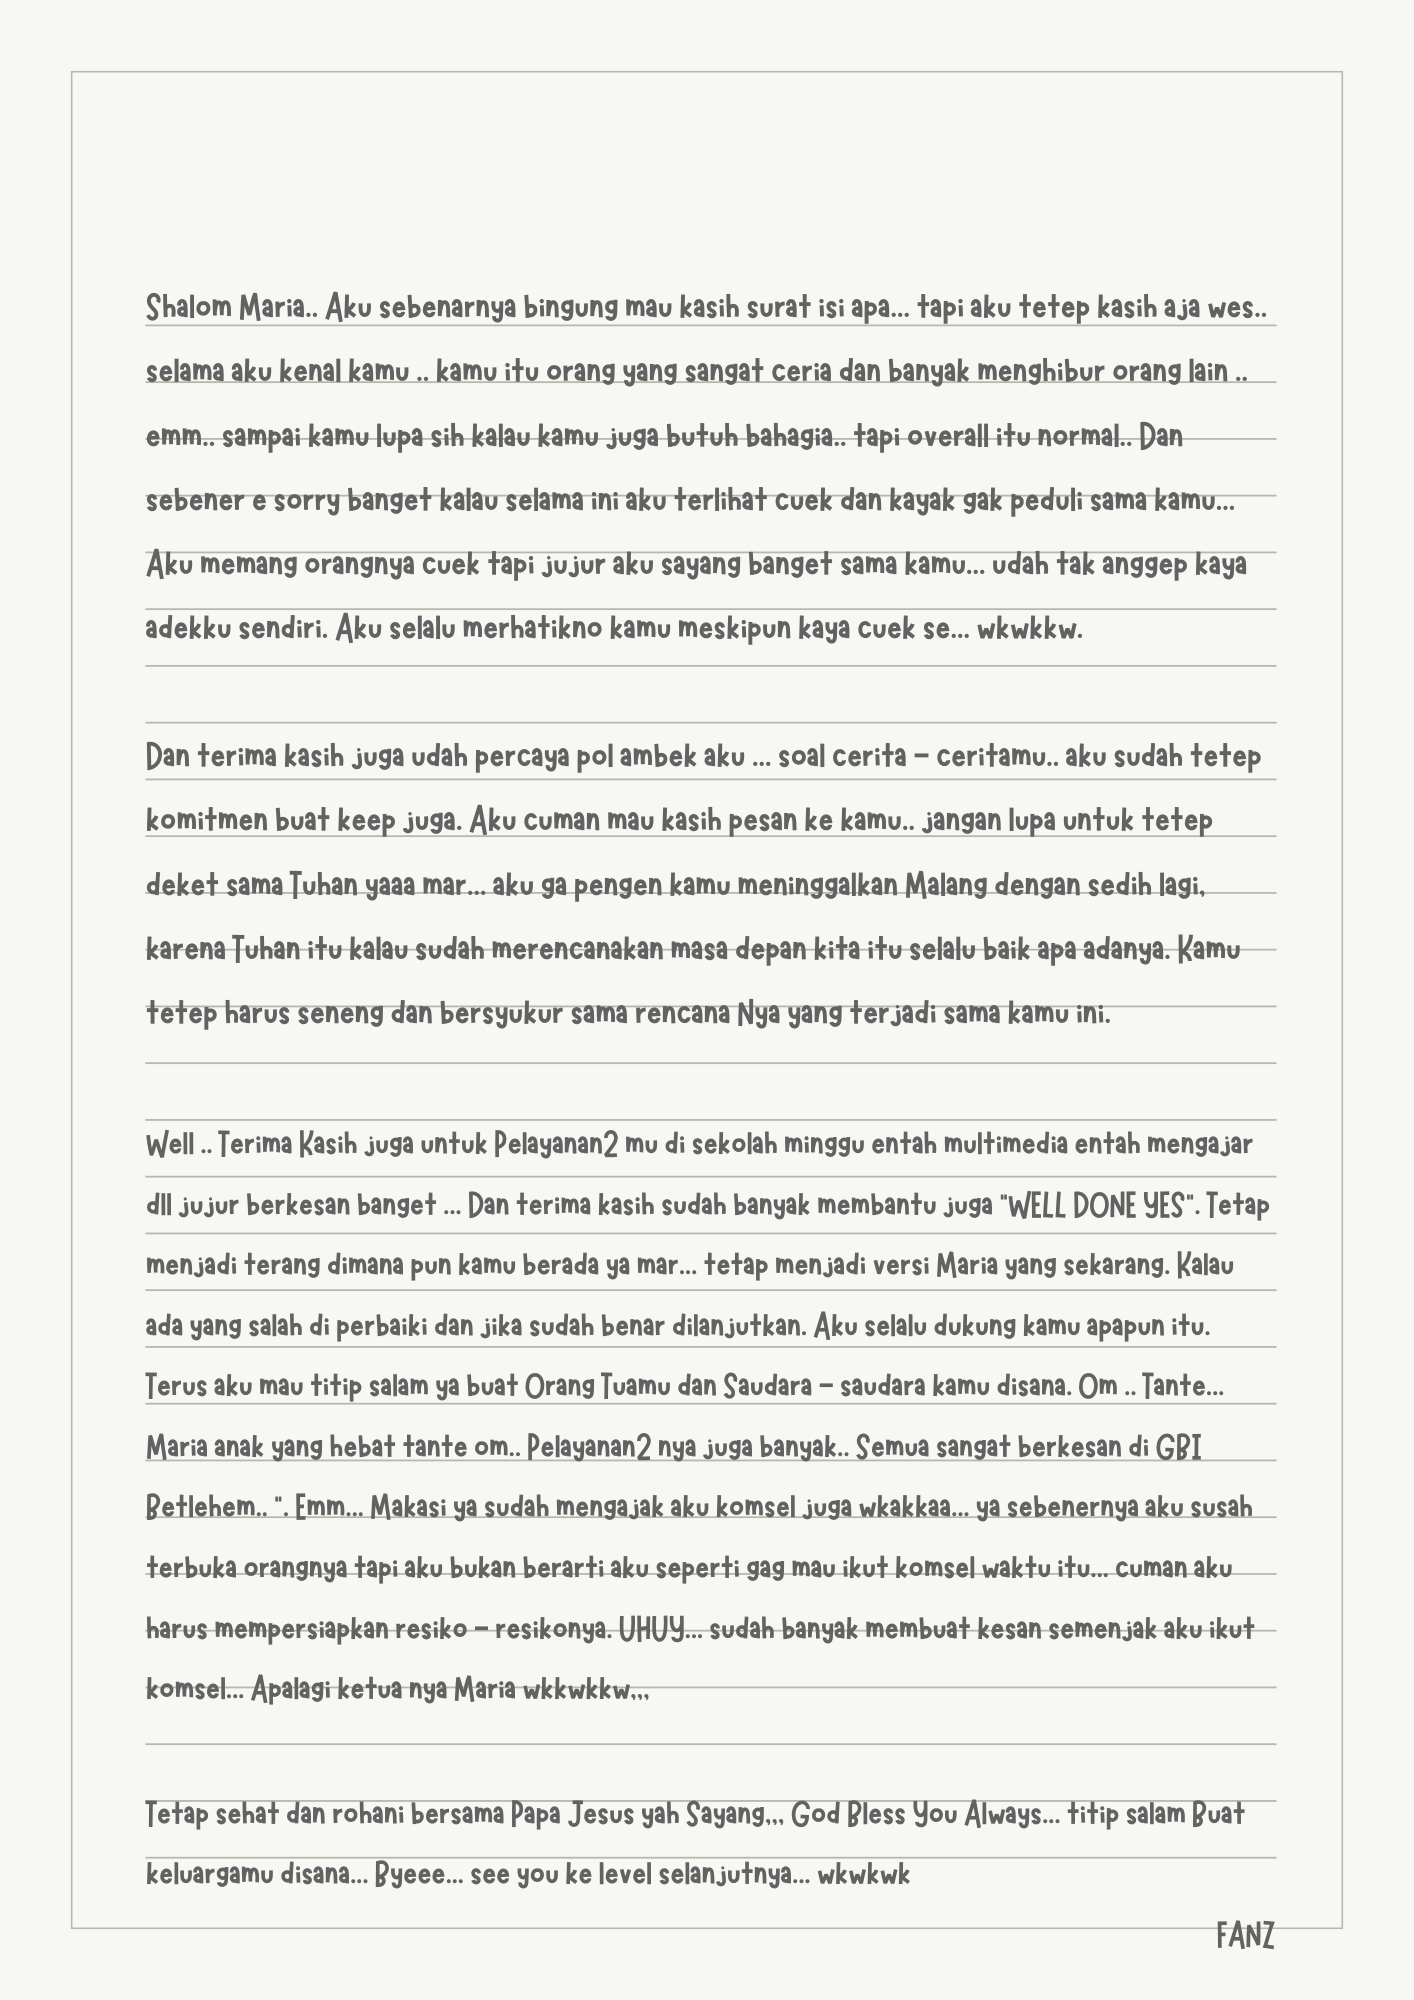 Shalom Maria.. Aku sebenarnya bingung mau kasih surat isi apa... tapi aku tetep kasih aja wes..
selama aku kenal kamu .. kamu itu orang yang sangat ceria dan banyak menghibur orang lain ..
emm.. sampai kamu lupa sih kalau kamu juga butuh bahagia.. tapi overall itu normal.. Dan
sebener e sorry banget kalau selama ini aku terlihat cuek dan kayak gak peduli sama kamu...
Aku memang orangnya cuek tapi jujur aku sayang banget sama kamu... udah tak anggep kaya
adekku sendiri. Aku selalu merhatikno kamu meskipun kaya cuek se... wkwkkw.
Dan terima kasih juga udah percaya pol ambek aku ... soal cerita - ceritamu.. aku sudah tetep
komitmen buat keep juga. Aku cuman mau kasih pesan ke kamu.. jangan lupa untuk tetep
deket sama Tuhan yaaa mar... aku ga pengen kamu meninggalkan Malang dengan sedih lagi,
karena Tuhan itu kalau sudah merencanakan masa depan kita itu selalu baik apa adanya. Kamu
tetep harus seneng dan bersyukur sama rencana Nya yang terjadi sama kamu ini.
Well .. Terima Kasih juga untuk Pelayanan2 mu di sekolah minggu entah multimedia entah mengajar
dll jujur berkesan banget ... Dan terima kasih sudah banyak membantu juga "WELL DONE YES". Tetap
menjadi terang dimana pun kamu berada ya mar... tetap menjadi versi Maria yang sekarang. Kalau
ada yang salah di perbaiki dan jika sudah benar dilanjutkan. Aku selalu dukung kamu apapun itu.
Terus aku mau titip salam ya buat Orang Tuamu dan Saudara - saudara kamu disana. Om .. Tante...
Maria anak yang hebat tante om.. Pelayanan2 nya juga banyak.. Semua sangat berkesan di GBI
Betlehem.. ". Emm... Makasi ya sudah mengajak aku komsel juga wkakkaa... ya sebenernya aku susah
terbuka orangnya tapi aku bukan berarti aku seperti gag mau ikut komsel waktu itu... cuman aku
harus mempersiapkan resiko - resikonya. UHUY... sudah banyak membuat kesan semenjak aku ikut
komsel... Apalagi ketua nya Maria wkkwkkw,,,
Tetap sehat dan rohani bersama Papa Jesus yah Sayang,,, God Bless You Always... titip salam Buat
keluargamu disana... Byeee... see you ke level selanjutnya... wkwkwk
FANZ